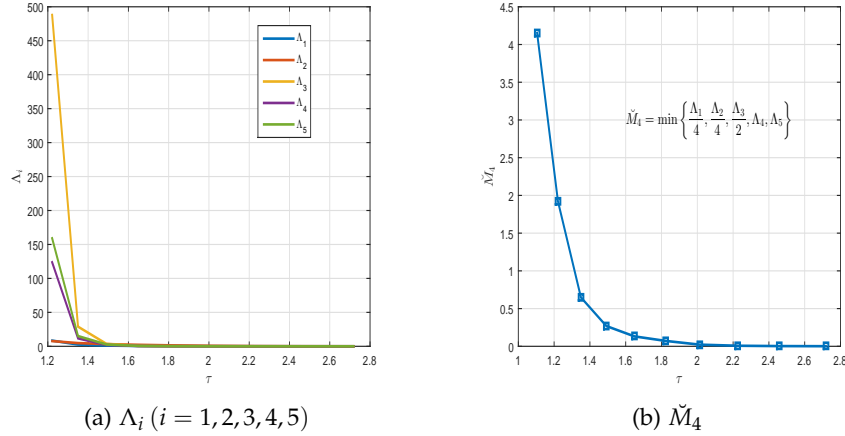 500
450
400
350
300
250
200
150
100
50
0
Λ_i
Λ_1
Λ_2
Λ_3
Λ_4
Λ_5
1.2 1.4 1.6 1.8 2 2.2 2.4 2.6 2.8
τ
(a) Λ_i (i = 1, 2, 3, 4, 5)
4.5
4
3.5
3
2.5
2
1.5
1
0.5
0
M̆_4
M̆_4 = min{Λ_1/4, Λ_2/4, Λ_3/2, Λ_4, Λ_5}
1 1.2 1.4 1.6 1.8 2 2.2 2.4 2.6 2.8
τ
(b) M̆_4